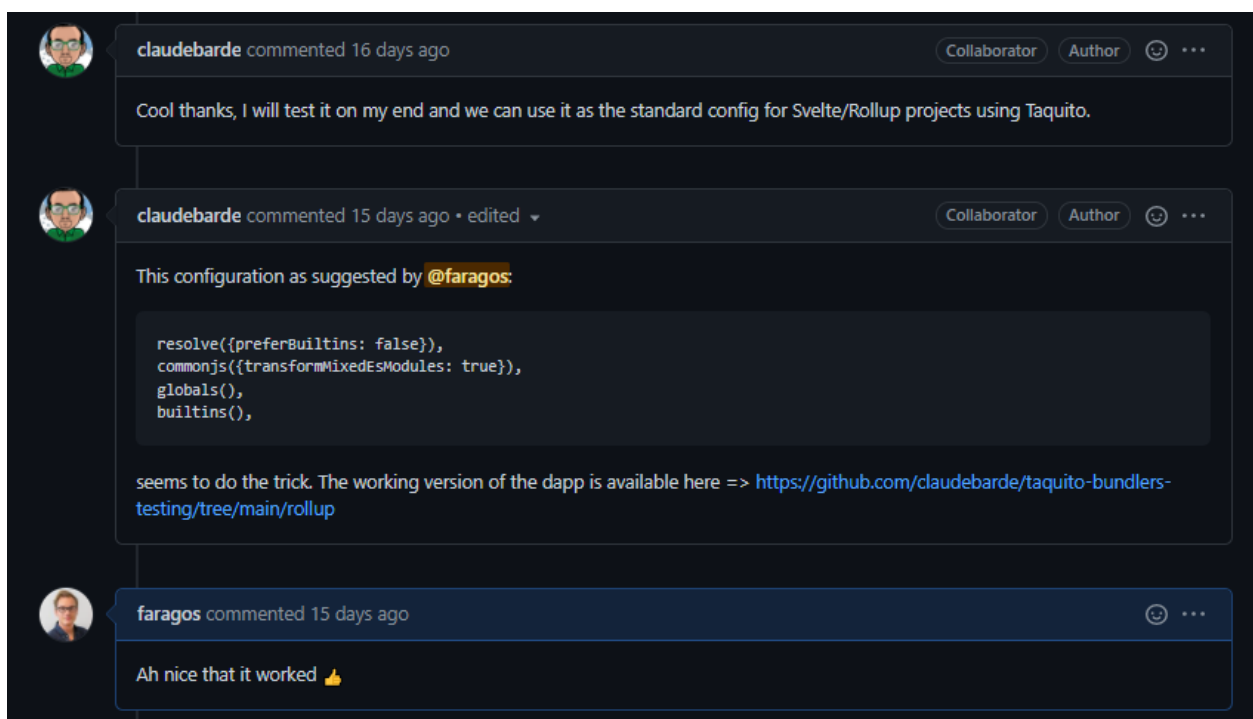 claudebarde commented 16 days ago Collaborator Author
Cool thanks, I will test it on my end and we can use it as the standard config for Svelte/Rollup projects using Taquito.
claudebarde commented 15 days ago • edited Collaborator Author
This configuration as suggested by @faragos:
resolve({preferBuiltins: false}),
commonjs({transformMixedEsModules: true}),
globals(),
builtins(),
seems to do the trick. The working version of the dapp is available here => https://github.com/claudebarde/taquito-bundlers-
testing/tree/main/rollup
faragos commented 15 days ago
Ah nice that it worked 👍